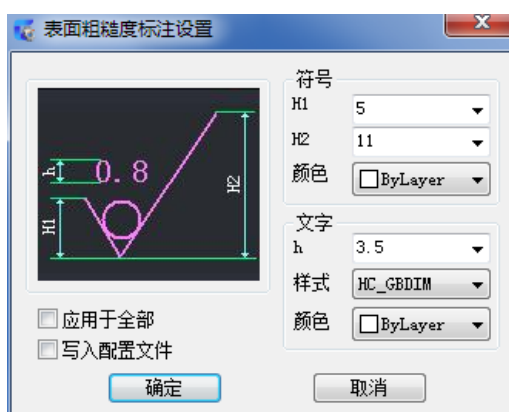 表面粗糙度标注设置
h
0.8
H1
H2
符号
H1 5
H2 11
颜色 ByLayer
文字
h 3.5
样式 HC_GBDIM
颜色 ByLayer
应用于全部
写入配置文件
确定 取消